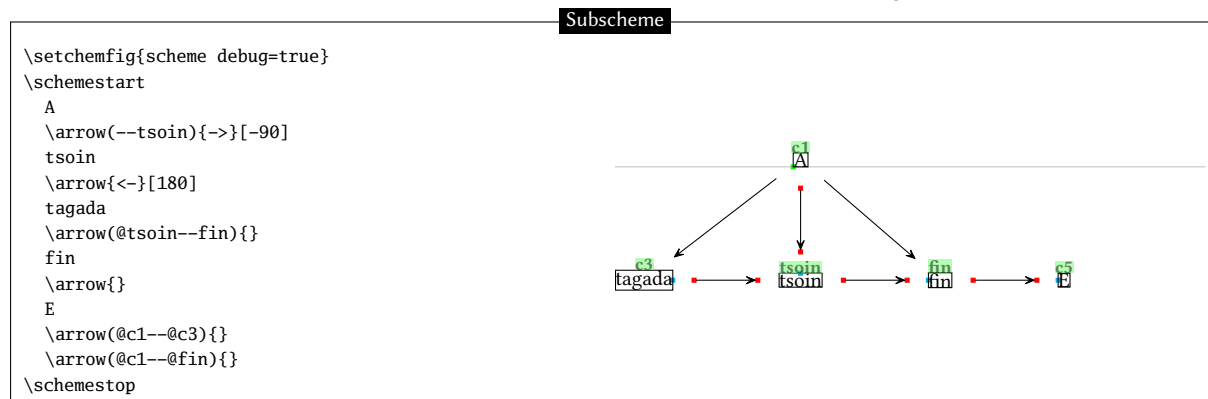 Subscheme
\setchemfig{scheme debug=true}
\schemestart
A
\arrow(--tsoin){->}[-90]
tsoin
\arrow{<-}[180]
tagada
\arrow(@tsoin--fin){}
fin
\arrow{}
E
\arrow(@c1--@c3){}
\arrow(@c1--@fin){}
\schemestop
c1
A
c3 tsoin fin c5
tagada tsoin fin E